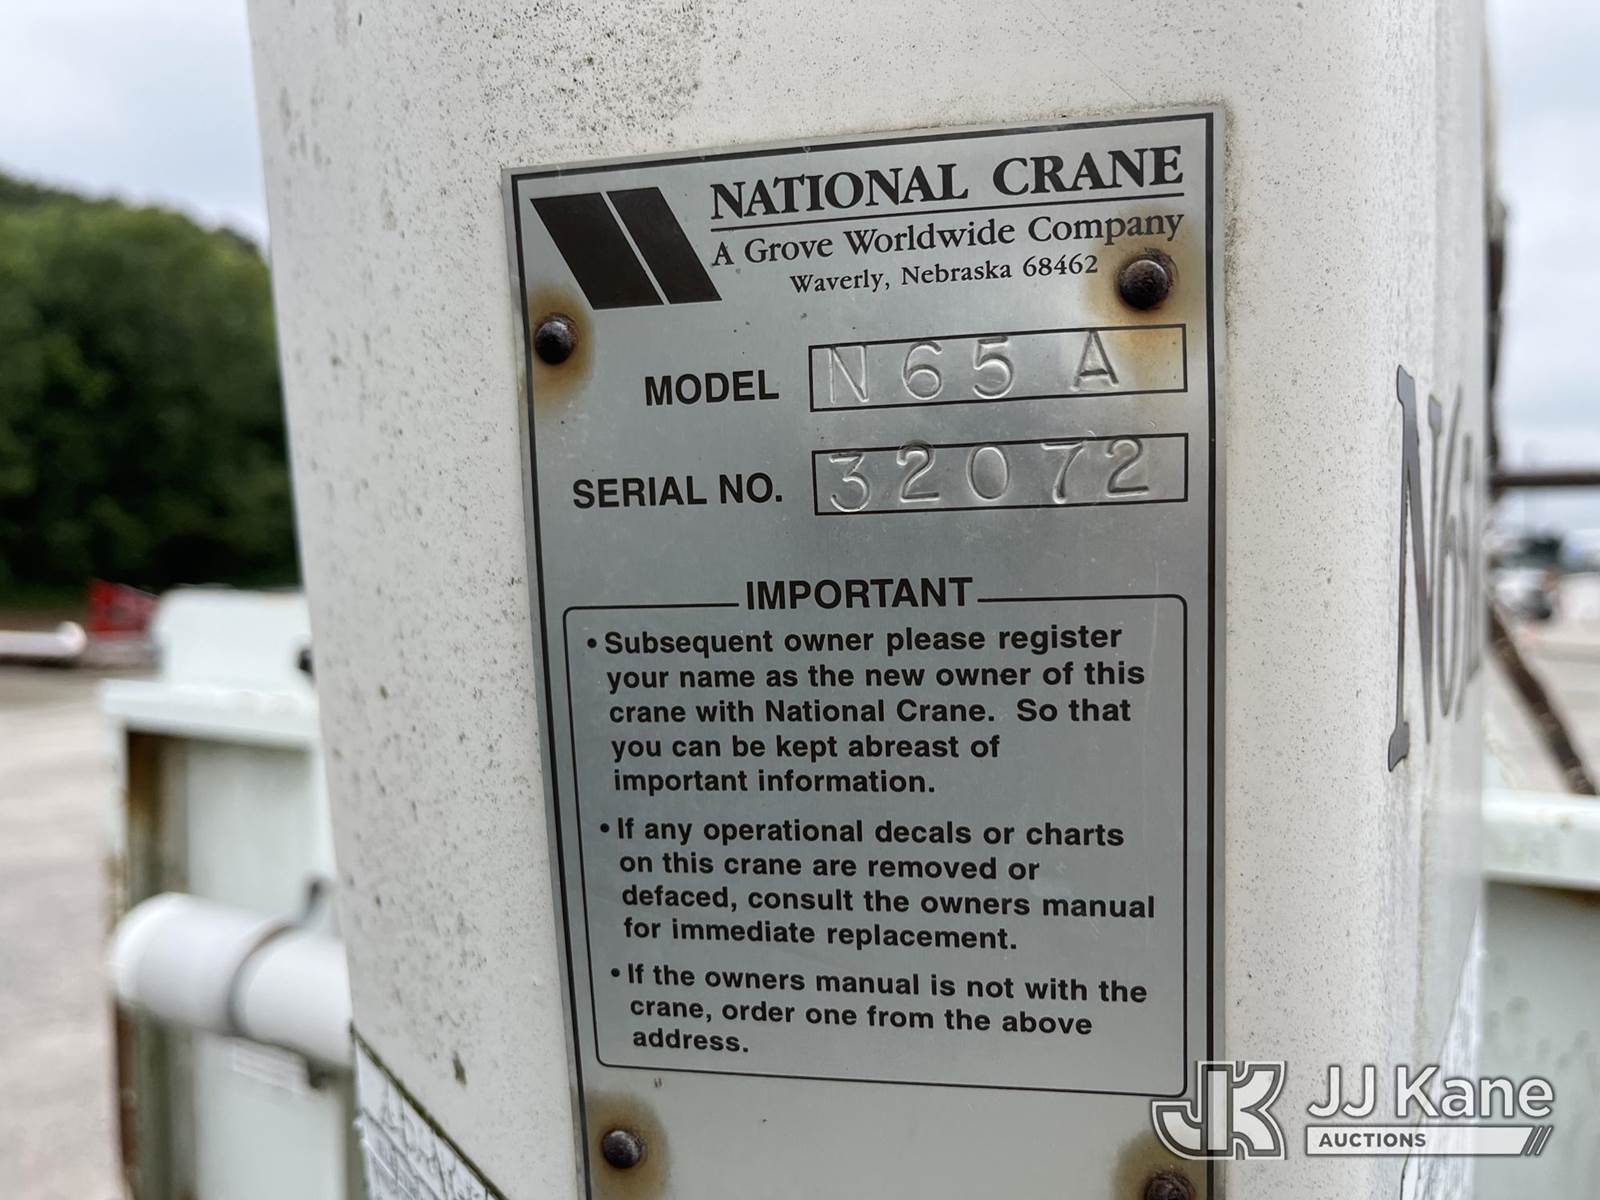 NATIONAL CRANE
A Grove Worldwide Company
Waverly, Nebraska 68462
MODEL N65 A
SERIAL NO. 32072
IMPORTANT
• Subsequent owner please register
your name as the new owner of this
crane with National Crane. So that
you can be kept abreast of
important information.
• If any operational decals or charts
on this crane are removed or
defaced, consult the owners manual
for immediate replacement.
• If the owners manual is not with the
crane, order one from the above
address.
N65
JK JJ Kane
AUCTIONS